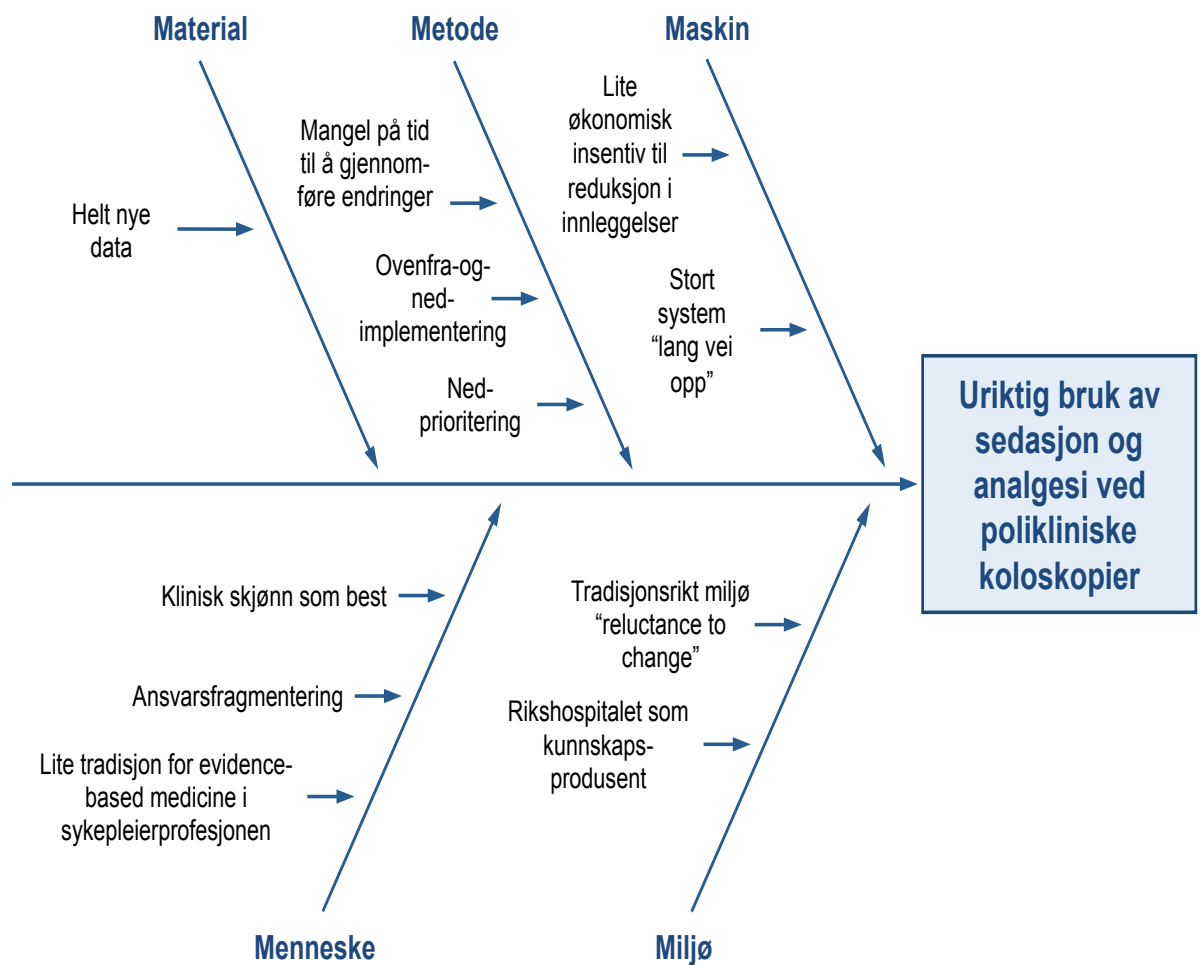 Material
Metode
Maskin
Helt nye
data
Mangel på tid
til å gjennom-
føre endringer
Ovenfra-og-
ned-
implementering
Ned-
prioritering
Lite
økonomisk
insentiv til
reduksjon i
innleggelser
Stort
system
“lang vei
opp”
Uriktig bruk av
sedasjon og
analgesi ved
polikliniske
koloskopier
Klinisk skjønn som best
Ansvarsfragmentering
Lite tradisjon for evidence-
based medicine i
sykepleierprofesjonen
Tradisjonsrikt miljø
“reluctance to
change”
Rikshospitalet som
kunnskaps-
produsent
Menneske
Miljø